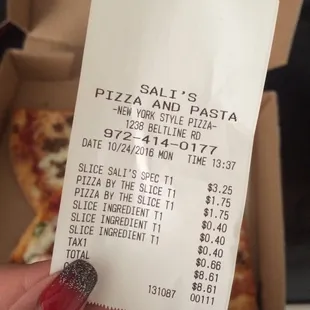 SALI'S
PIZZA AND PASTA
-NEW YORK STYLE PIZZA-
1238 BELTLINE RD
972-414-0177
DATE 10/24/2016 MON TIME 13:37
SLICE SALI'S SPEC T1 $3.25
PIZZA BY THE SLICE T1 $1.75
PIZZA BY THE SLICE T1 $1.75
SLICE INGREDIENT T1 $0.40
SLICE INGREDIENT T1 $0.40
SLICE INGREDIENT T1 $0.40
TAX1 $0.66
TOTAL $8.61
$8.61
131087 00111